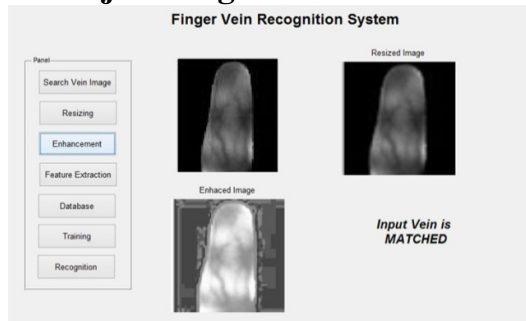 Finger Vein Recognition System
Panel
Search Vein Image
Resizing
Enhancement
Feature Extraction
Database
Training
Recognition
Resized Image
Enhaced Image
Input Vein is
MATCHED